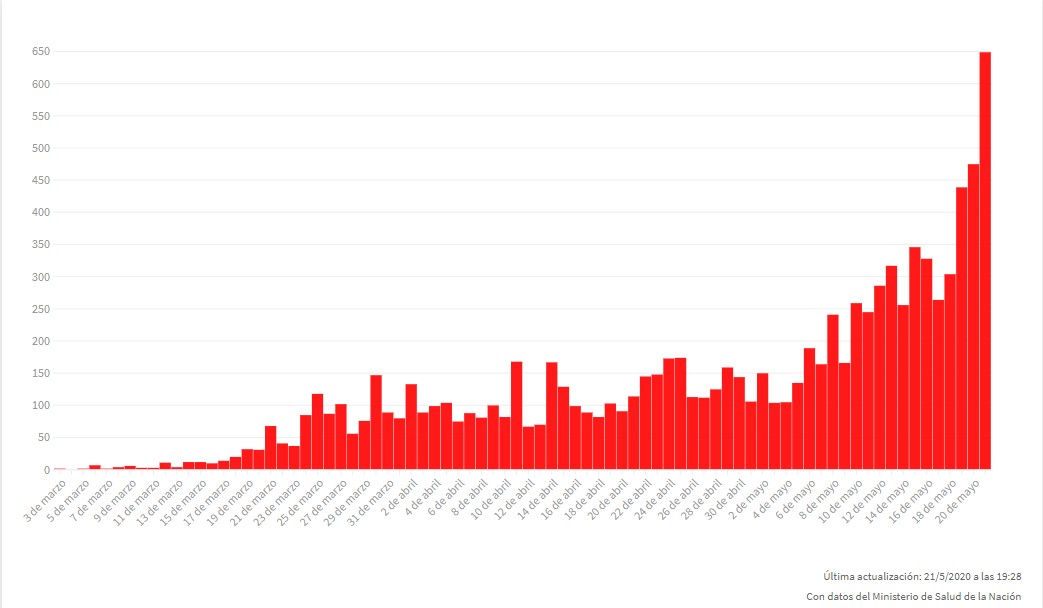 650
600
550
500
450
400
350
300
250
200
150
100
50
0
3 de marzo
5 de marzo
7 de marzo
9 de marzo
11 de marzo
13 de marzo
15 de marzo
17 de marzo
19 de marzo
21 de marzo
23 de marzo
25 de marzo
27 de marzo
29 de marzo
31 de marzo
2 de abril
4 de abril
6 de abril
8 de abril
10 de abril
12 de abril
14 de abril
16 de abril
18 de abril
20 de abril
22 de abril
24 de abril
26 de abril
28 de abril
30 de abril
2 de mayo
4 de mayo
6 de mayo
8 de mayo
10 de mayo
12 de mayo
14 de mayo
16 de mayo
18 de mayo
20 de mayo
Última actualización: 21/5/2020 a las 19:28
Con datos del Ministerio de Salud de la Nación